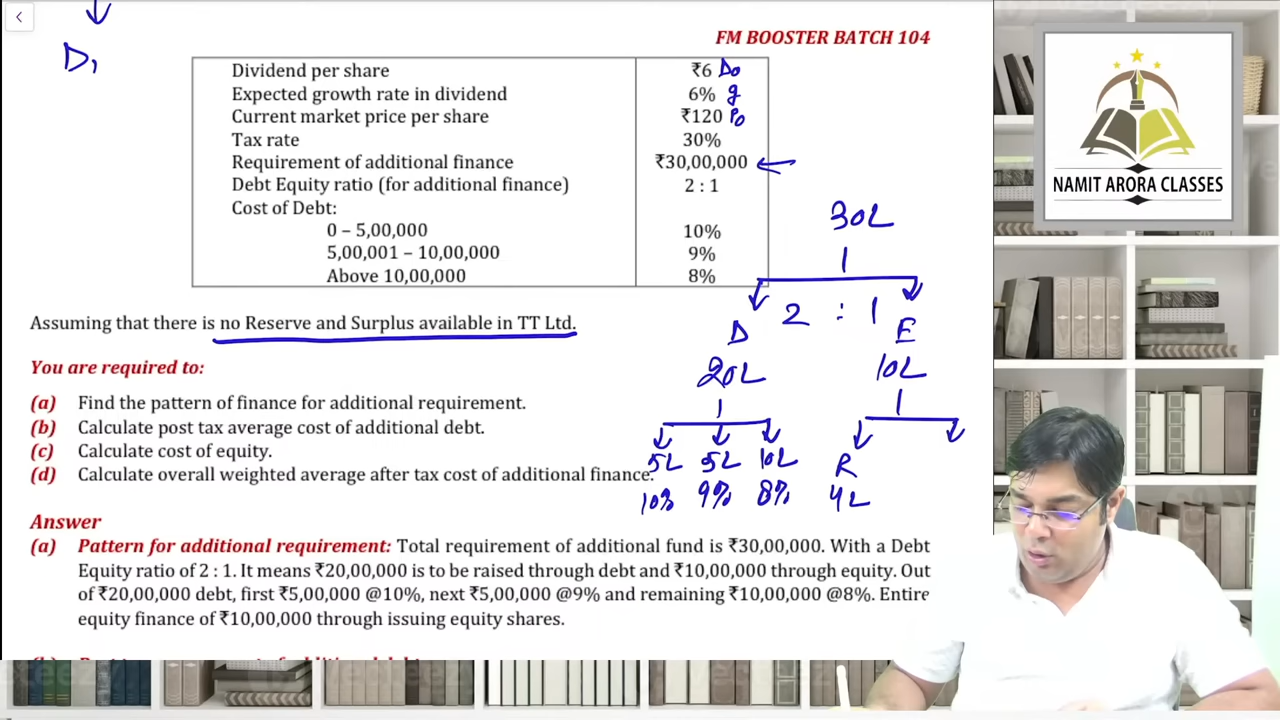 FM BOOSTER BATCH 104
D1
Dividend per share ₹6 D0
Expected growth rate in dividend 6% g
Current market price per share ₹120 P0
Tax rate 30%
Requirement of additional finance ₹30,00,000
Debt Equity ratio (for additional finance) 2 : 1
Cost of Debt:
0 – 5,00,000 10%
5,00,001 – 10,00,000 9%
Above 10,00,000 8%
NAMIT ARORA CLASSES
30L
2 : 1
D E
20L 10L
5L 5L 10L R
10% 9% 8% 4L
Assuming that there is no Reserve and Surplus available in TT Ltd.
You are required to:
(a) Find the pattern of finance for additional requirement.
(b) Calculate post tax average cost of additional debt.
(c) Calculate cost of equity.
(d) Calculate overall weighted average after tax cost of additional finance.
Answer
(a) Pattern for additional requirement: Total requirement of additional fund is ₹30,00,000. With a Debt
Equity ratio of 2 : 1. It means ₹20,00,000 is to be raised through debt and ₹10,00,000 through equity. Out
of ₹20,00,000 debt, first ₹5,00,000 @10%, next ₹5,00,000 @9% and remaining ₹10,00,000 @8%. Entire
equity finance of ₹10,00,000 through issuing equity shares.